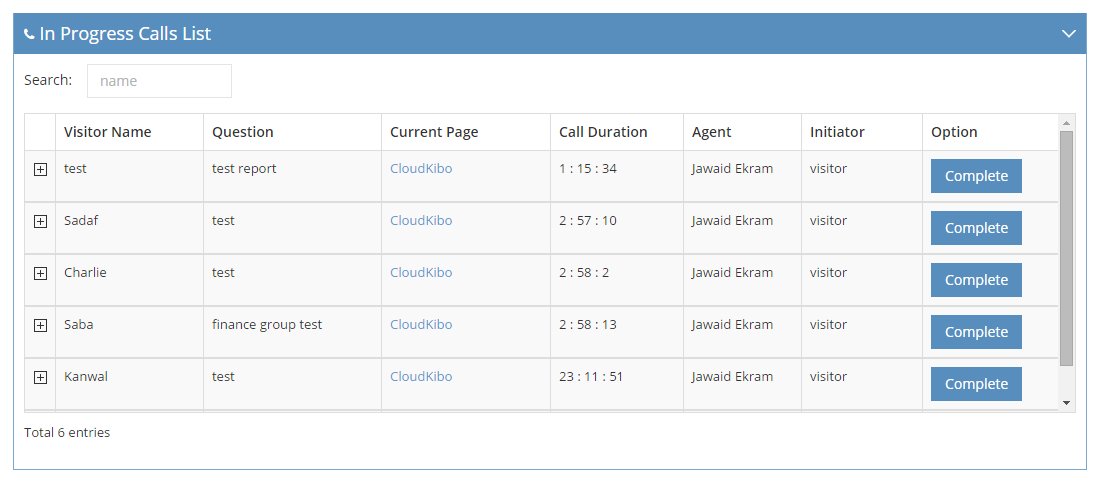 In Progress Calls List
Search: name
Visitor Name Question Current Page Call Duration Agent Initiator Option
test test report CloudKibo 1 : 15 : 34 Jawaid Ekram visitor Complete
Sadaf test CloudKibo 2 : 57 : 10 Jawaid Ekram visitor Complete
Charlie test CloudKibo 2 : 58 : 2 Jawaid Ekram visitor Complete
Saba finance group test CloudKibo 2 : 58 : 13 Jawaid Ekram visitor Complete
Kanwal test CloudKibo 23 : 11 : 51 Jawaid Ekram visitor Complete
Total 6 entries